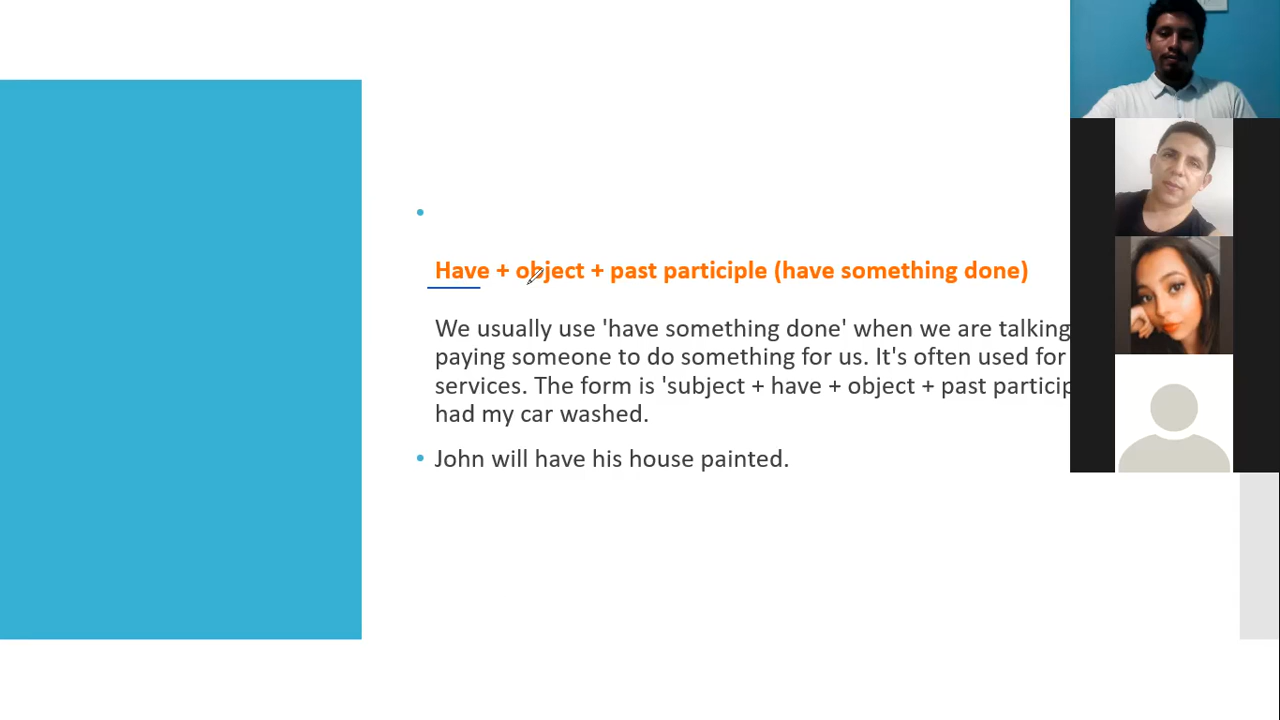 Have + object + past participle (have something done)
We usually use 'have something done' when we are talking
paying someone to do something for us. It's often used for
services. The form is 'subject + have + object + past
had my car washed.
John will have his house painted.